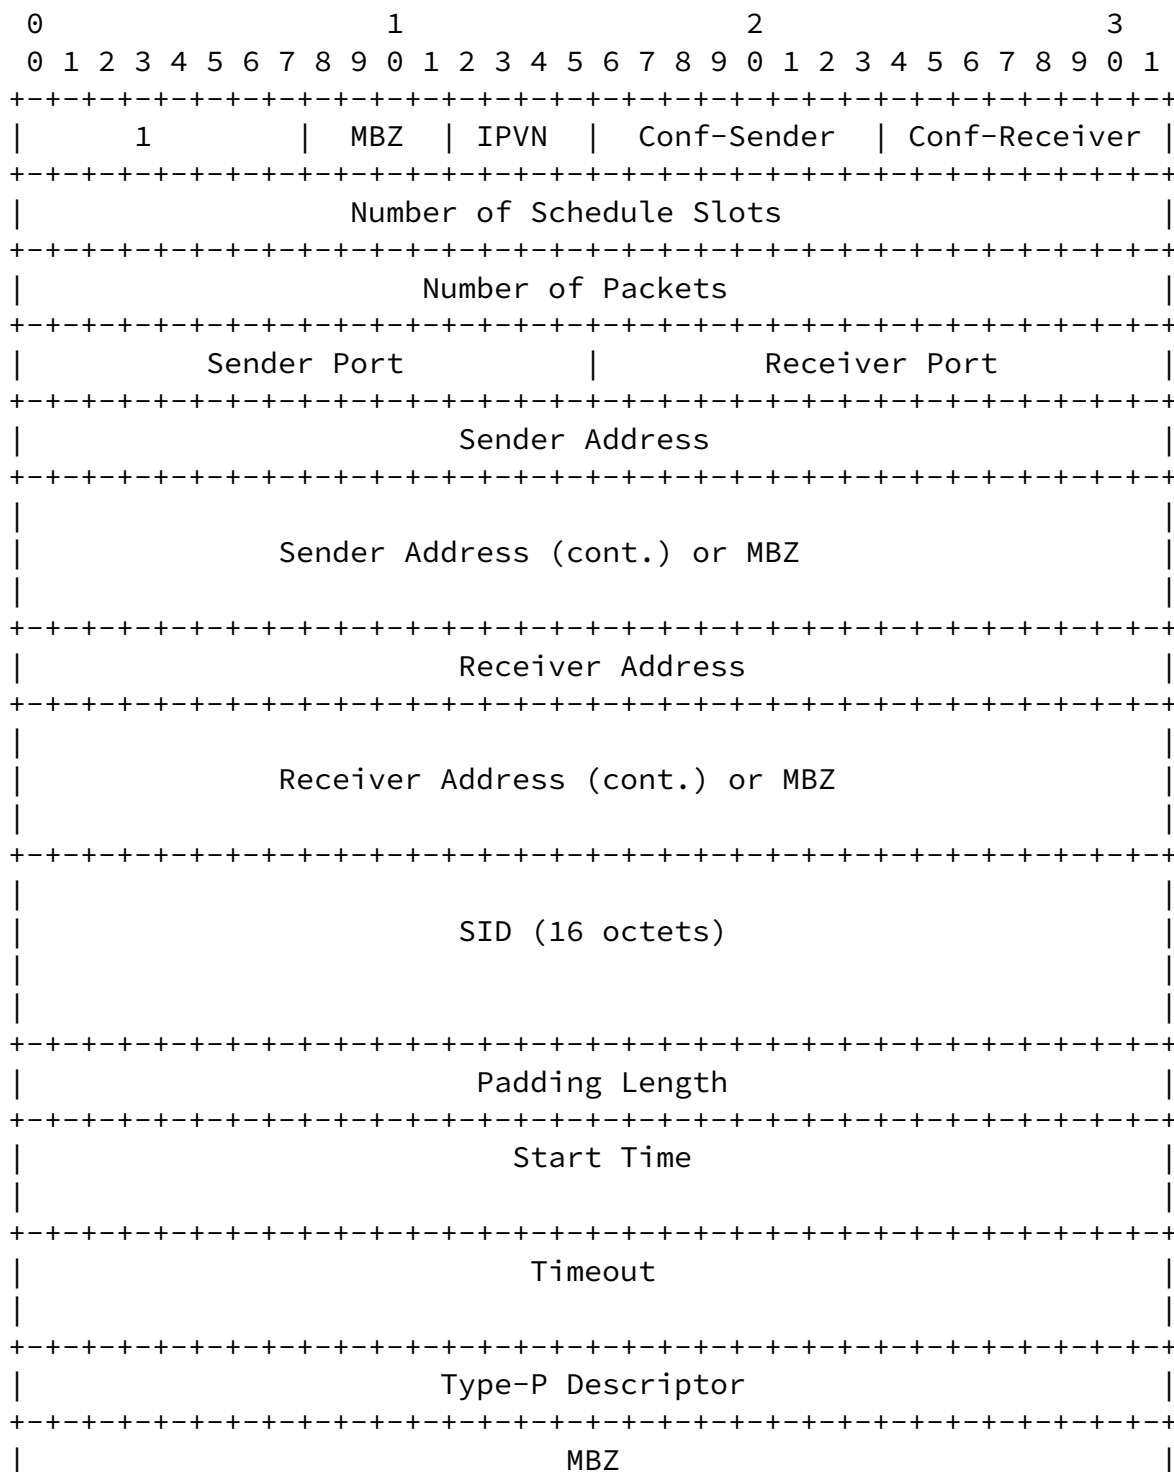 0                   1                   2                   3
0 1 2 3 4 5 6 7 8 9 0 1 2 3 4 5 6 7 8 9 0 1 2 3 4 5 6 7 8 9 0 1
+-+-+-+-+-+-+-+-+-+-+-+-+-+-+-+-+-+-+-+-+-+-+-+-+-+-+-+-+-+-+-+-+
|      1        |  MBZ  | IPVN  |  Conf-Sender  | Conf-Receiver |
+-+-+-+-+-+-+-+-+-+-+-+-+-+-+-+-+-+-+-+-+-+-+-+-+-+-+-+-+-+-+-+-+
|                  Number of Schedule Slots                     |
+-+-+-+-+-+-+-+-+-+-+-+-+-+-+-+-+-+-+-+-+-+-+-+-+-+-+-+-+-+-+-+-+
|                      Number of Packets                        |
+-+-+-+-+-+-+-+-+-+-+-+-+-+-+-+-+-+-+-+-+-+-+-+-+-+-+-+-+-+-+-+-+
|          Sender Port          |         Receiver Port         |
+-+-+-+-+-+-+-+-+-+-+-+-+-+-+-+-+-+-+-+-+-+-+-+-+-+-+-+-+-+-+-+-+
|                        Sender Address                         |
+-+-+-+-+-+-+-+-+-+-+-+-+-+-+-+-+-+-+-+-+-+-+-+-+-+-+-+-+-+-+-+-+
|                                                               |
|              Sender Address (cont.) or MBZ                    |
|                                                               |
+-+-+-+-+-+-+-+-+-+-+-+-+-+-+-+-+-+-+-+-+-+-+-+-+-+-+-+-+-+-+-+-+
|                        Receiver Address                       |
+-+-+-+-+-+-+-+-+-+-+-+-+-+-+-+-+-+-+-+-+-+-+-+-+-+-+-+-+-+-+-+-+
|                                                               |
|              Receiver Address (cont.) or MBZ                  |
|                                                               |
+-+-+-+-+-+-+-+-+-+-+-+-+-+-+-+-+-+-+-+-+-+-+-+-+-+-+-+-+-+-+-+-+
|                                                               |
|                        SID (16 octets)                        |
|                                                               |
|                                                               |
+-+-+-+-+-+-+-+-+-+-+-+-+-+-+-+-+-+-+-+-+-+-+-+-+-+-+-+-+-+-+-+-+
|                         Padding Length                        |
+-+-+-+-+-+-+-+-+-+-+-+-+-+-+-+-+-+-+-+-+-+-+-+-+-+-+-+-+-+-+-+-+
|                           Start Time                          |
|                                                               |
+-+-+-+-+-+-+-+-+-+-+-+-+-+-+-+-+-+-+-+-+-+-+-+-+-+-+-+-+-+-+-+-+
|                            Timeout                            |
|                                                               |
+-+-+-+-+-+-+-+-+-+-+-+-+-+-+-+-+-+-+-+-+-+-+-+-+-+-+-+-+-+-+-+-+
|                       Type-P Descriptor                       |
+-+-+-+-+-+-+-+-+-+-+-+-+-+-+-+-+-+-+-+-+-+-+-+-+-+-+-+-+-+-+-+-+
|                              MBZ                              |